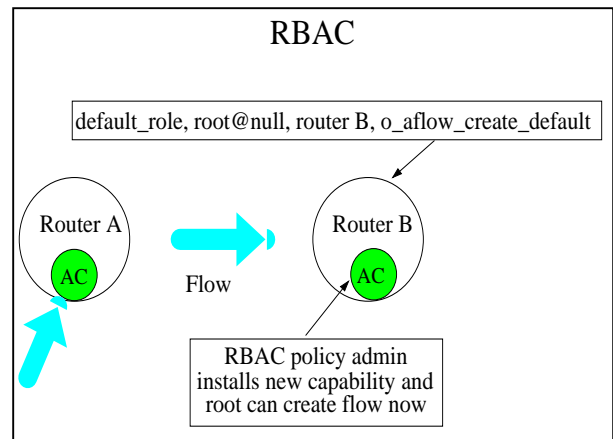 RBAC
default_role, root@null, router B, o_aflow_create_default
Router A
AC
Flow
Router B
AC
RBAC policy admin
installs new capability and
root can create flow now